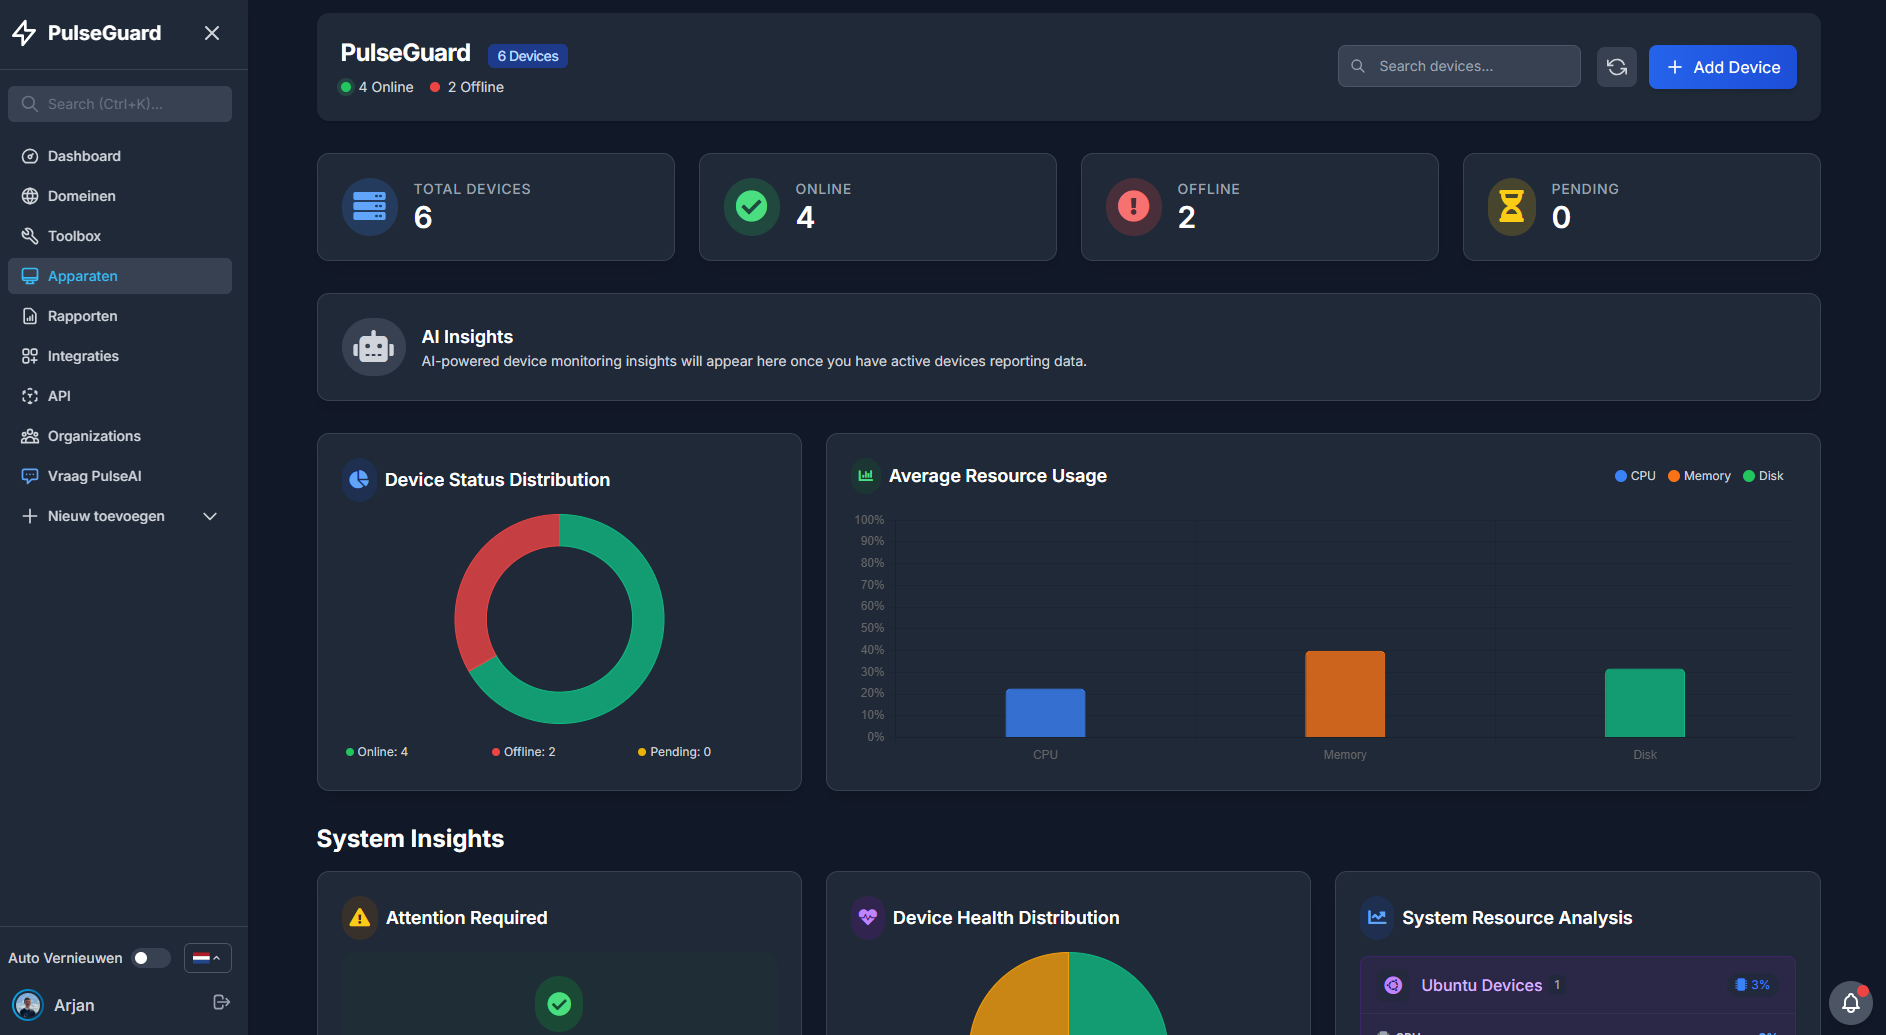 PulseGuard
Search (Ctrl+K)...
Dashboard
Domeinen
Toolbox
Apparaten
Rapporten
Integraties
API
Organizations
Vraag PulseAI
Nieuw toevoegen
Auto Vernieuwen
Arjan
PulseGuard
6 Devices
4 Online
2 Offline
Search devices...
Add Device
TOTAL DEVICES
6
ONLINE
4
OFFLINE
2
PENDING
0
AI Insights
AI-powered device monitoring insights will appear here once you have active devices reporting data.
Device Status Distribution
Online: 4
Offline: 2
Pending: 0
Average Resource Usage
CPU
Memory
Disk
100%
90%
80%
70%
60%
50%
40%
30%
20%
10%
0%
CPU
Memory
Disk
System Insights
Attention Required
Device Health Distribution
System Resource Analysis
Ubuntu Devices 1
3%